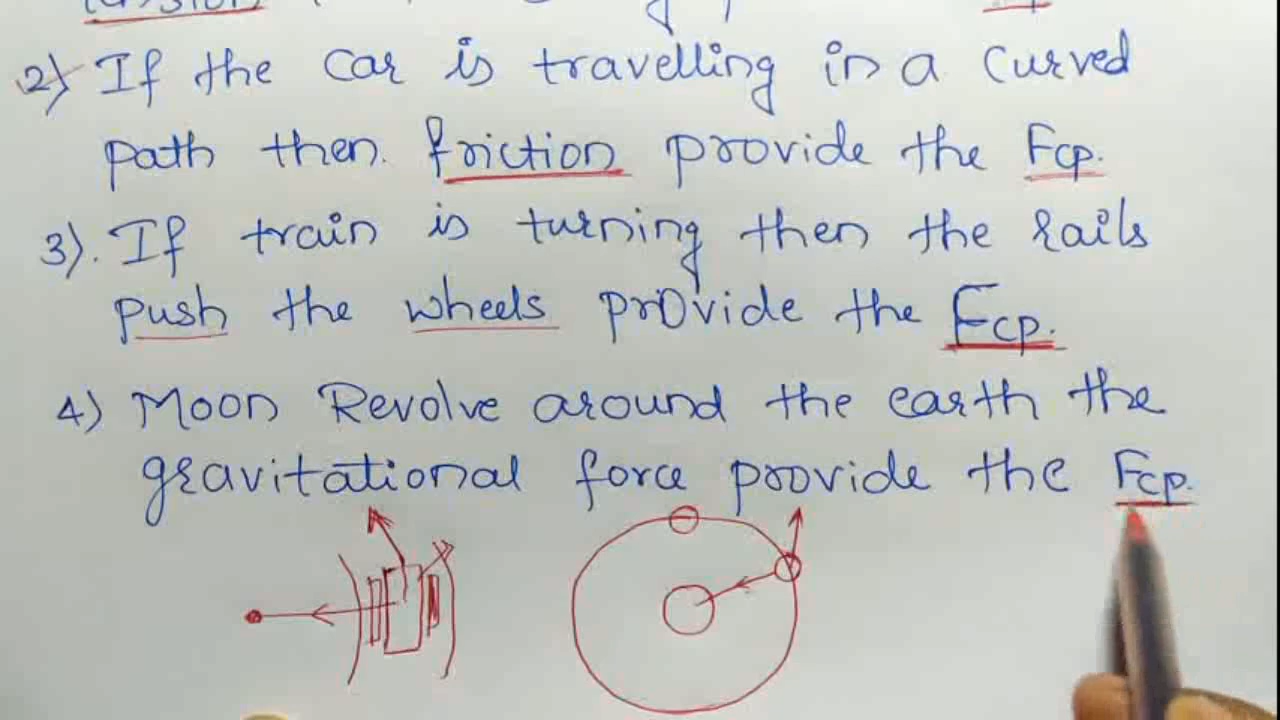 2) If the car is travelling in a curved
path then friction provide the Fcp.
3). If train is turning then the rails
push the wheels provide the Fcp.
4) Moon Revolve around the earth the
gravitational force provide the Fcp.